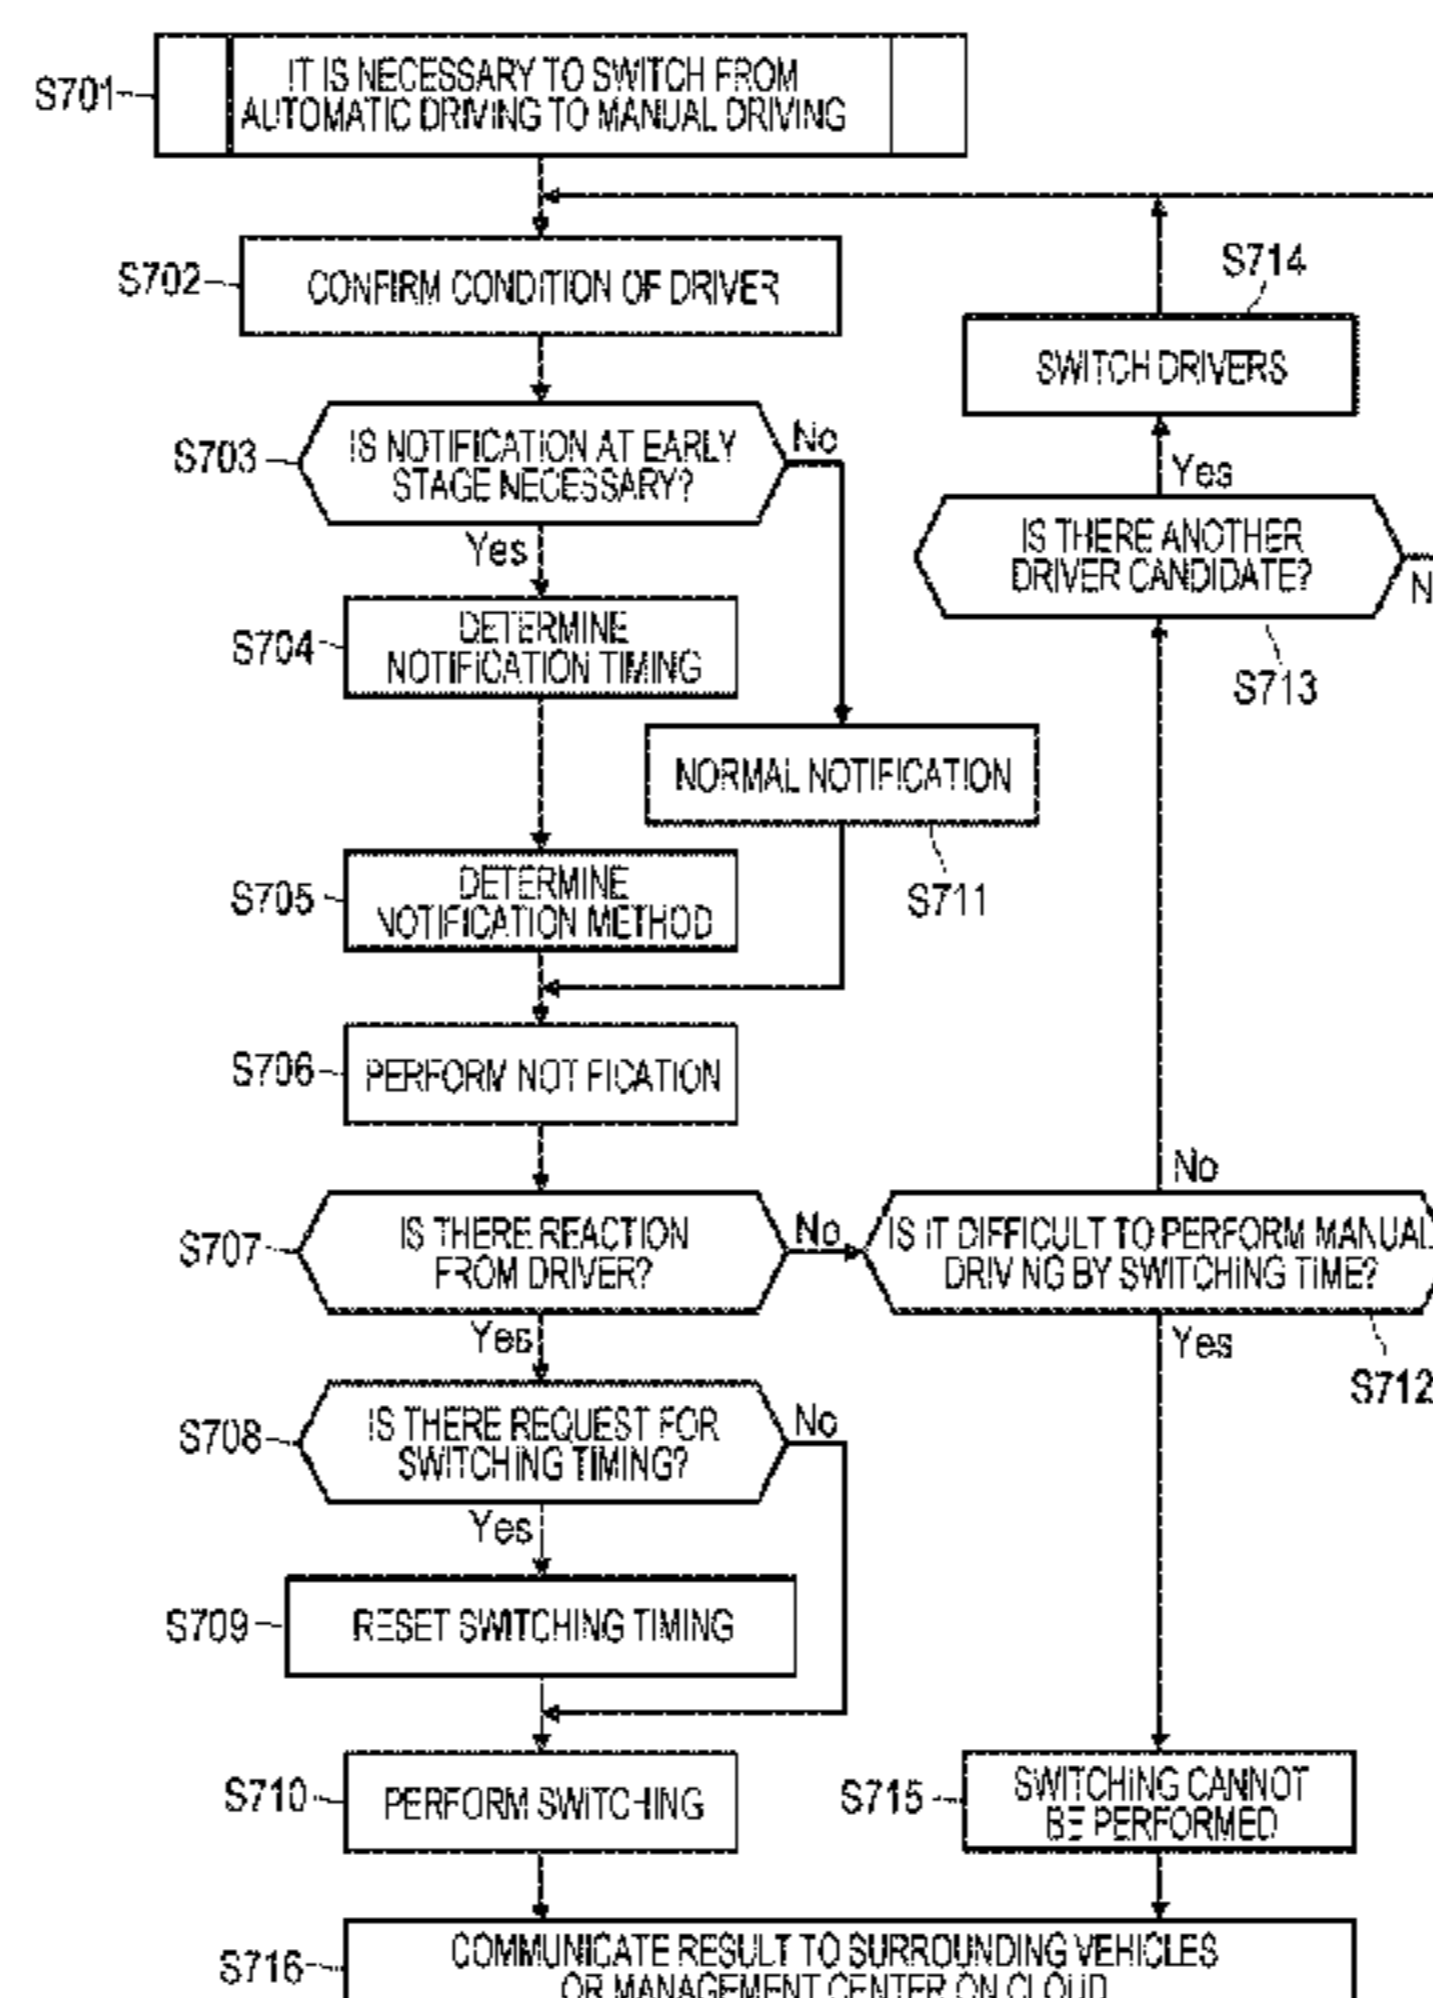 S701
IT IS NECESSARY TO SWITCH FROM
AUTOMATIC DRIVING TO MANUAL DRIVING
S702
CONFIRM CONDITION OF DRIVER
S714
SWITCH DRIVERS
S703
IS NOTIFICATION AT EARLY
STAGE NECESSARY?
No
Yes
Yes
IS THERE ANOTHER
DRIVER CANDIDATE?
N
S713
S704
DETERMINE
NOTIFICATION TIMING
NORMAL NOTIFICATION
S711
S705
DETERMINE
NOTIFICATION METHOD
S706
PERFORM NOTIFICATION
No
S707
IS THERE REACTION
FROM DRIVER?
No
IS IT DIFFICULT TO PERFORM MANUAL
DRIVING BY SWITCHING TIME?
Yes
Yes
S712
S708
IS THERE REQUEST FOR
SWITCHING TIMING?
No
Yes
S709
RESET SWITCHING TIMING
S710
PERFORM SWITCHING
S715
SWITCHING CANNOT
BE PERFORMED
S716
COMMUNICATE RESULT TO SURROUNDING VEHICLES
OR MANAGEMENT CENTER ON CLOUD